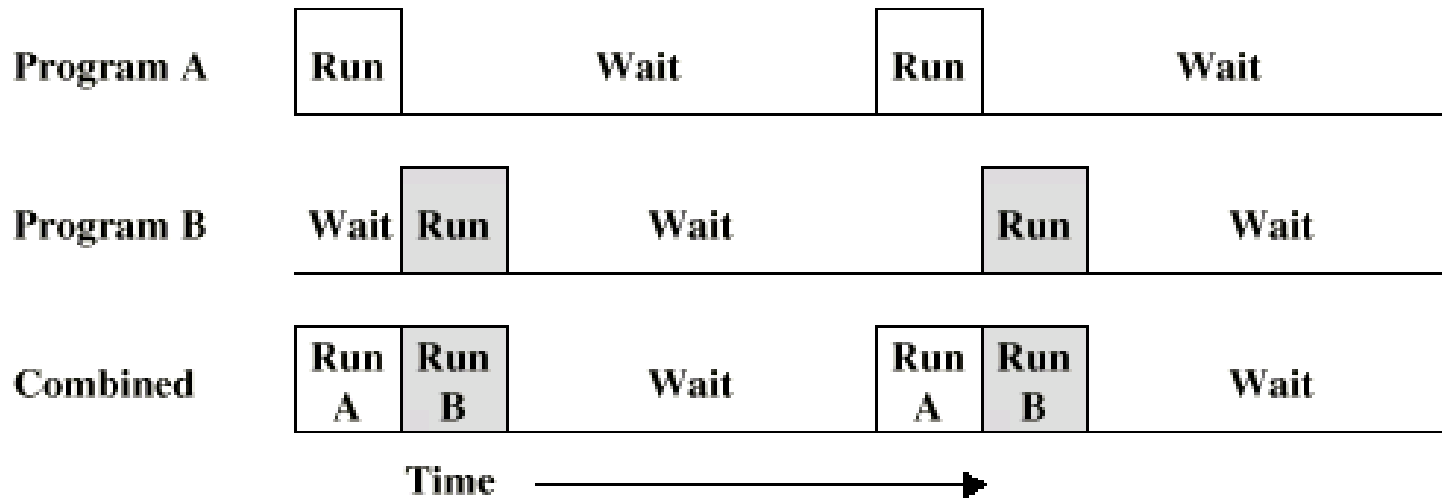 Program A Run Wait Run Wait
Program B Wait Run Wait Run Wait
Combined Run A Run B Wait Run A Run B Wait
Time